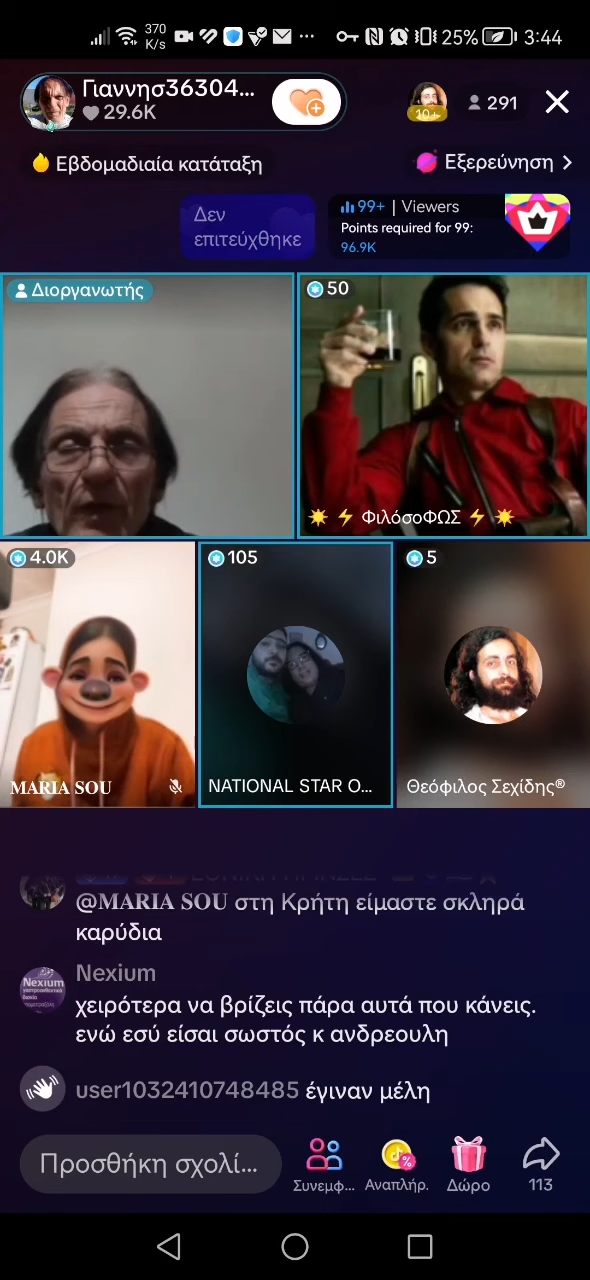 370
K/s
25%
3:44
Γιαννησ36304...
29.6K
10+
291
Εβδομαδιαία κατάταξη
Εξερεύνηση
Δεν
επιτεύχθηκε
99+ | Viewers
Points required for 99:
96.9K
Διοργανωτής
50
ΦιλόσοΦΩΣ
4.0K
105
5
MARIA SOU
NATIONAL STAR O...
Θεόφιλος Σεχίδης®
@MARIA SOU στη Κρήτη είμαστε σκληρά
καρύδια
Nexium
Nexium
χειρότερα να βρίζεις πάρα αυτά που κάνεις.
ενώ εσύ είσαι σωστός κ ανδρεουλη
user1032410748485 έγιναν μέλη
Προσθήκη σχολί...
Συνεμφ...
Αναπλήρ.
Δώρο
113